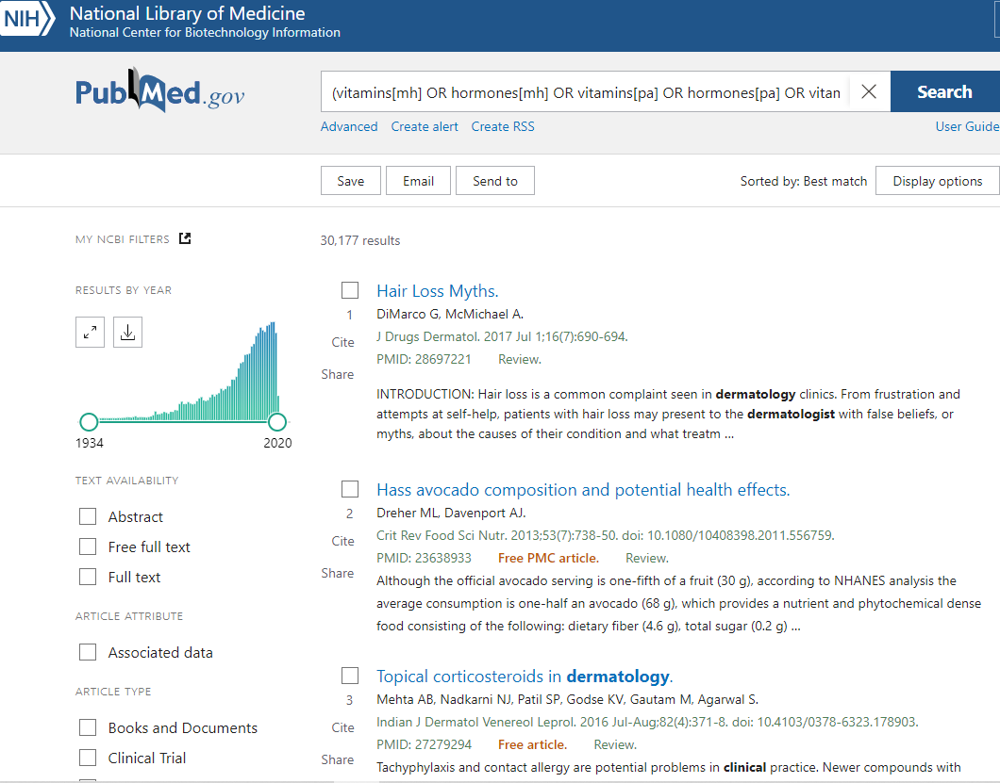 NIH
National Library of Medicine
National Center for Biotechnology Information
PubMed.gov
(vitamins[mh] OR hormones[mh] OR vitamins[pa] OR hormones[pa] OR vitan
Search
Advanced Create alert Create RSS
User Guide
Save Email Send to
Sorted by: Best match Display options
MY NCBI FILTERS
30,177 results
RESULTS BY YEAR
1934 2020
TEXT AVAILABILITY
Abstract
Free full text
Full text
ARTICLE ATTRIBUTE
Associated data
ARTICLE TYPE
Books and Documents
Clinical Trial
Hair Loss Myths.
1
Cite
Share
DiMarco G, McMichael A.
J Drugs Dermatol. 2017 Jul 1;16(7):690-694.
PMID: 28697221 Review.
INTRODUCTION: Hair loss is a common complaint seen in dermatology clinics. From frustration and
attempts at self-help, patients with hair loss may present to the dermatologist with false beliefs, or
myths, about the causes of their condition and what treatm ...
Hass avocado composition and potential health effects.
2
Cite
Share
Dreher ML, Davenport AJ.
Crit Rev Food Sci Nutr. 2013;53(7):738-50. doi: 10.1080/10408398.2011.556759.
PMID: 23638933 Free PMC article. Review.
Although the official avocado serving is one-fifth of a fruit (30 g), according to NHANES analysis the
average consumption is one-half an avocado (68 g), which provides a nutrient and phytochemical dense
food consisting of the following: dietary fiber (4.6 g), total sugar (0.2 g) ...
Topical corticosteroids in dermatology.
3
Cite
Share
Mehta AB, Nadkarni NJ, Patil SP, Godse KV, Gautam M, Agarwal S.
Indian J Dermatol Venereol Leprol. 2016 Jul-Aug;82(4):371-8. doi: 10.4103/0378-6323.178903.
PMID: 27279294 Free article. Review.
Tachyphylaxis and contact allergy are potential problems in clinical practice. Newer compounds with